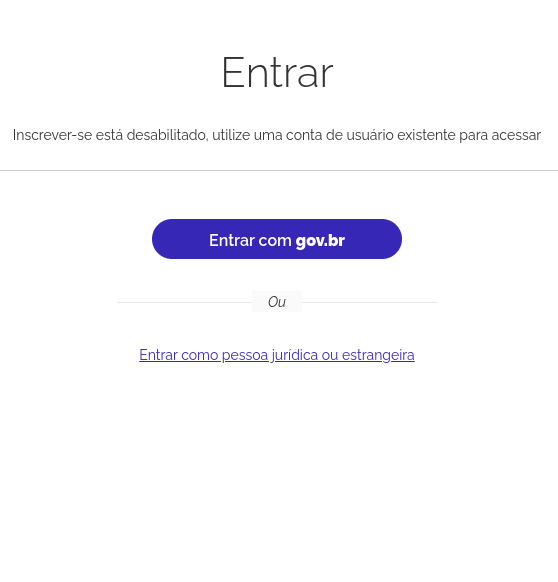 Entrar
Inscrever-se está desabilitado, utilize uma conta de usuário existente para acessar
Entrar com gov.br
Ou
Entrar como pessoa jurídica ou estrangeira